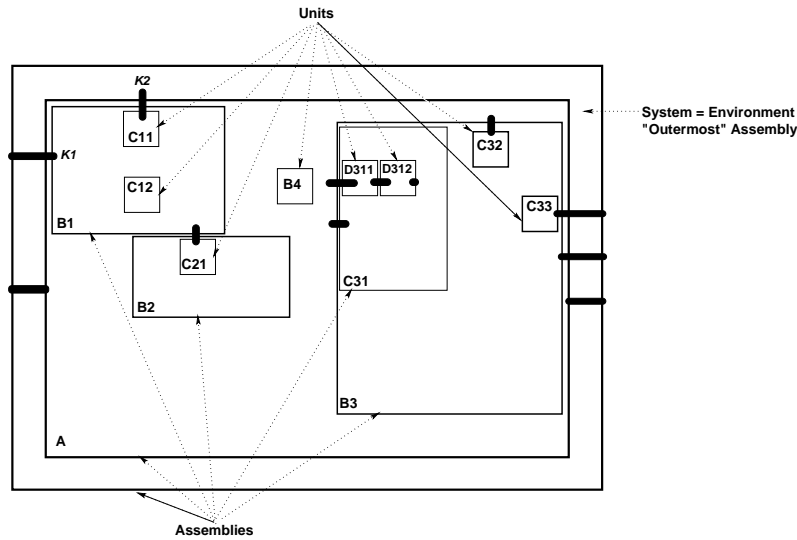 Units
K2
System = Environment
"Outermost" Assembly
C11
K1
C32
D311 D312
C12
B4
C33
B1
C21
C31
B2
B3
A
Assemblies